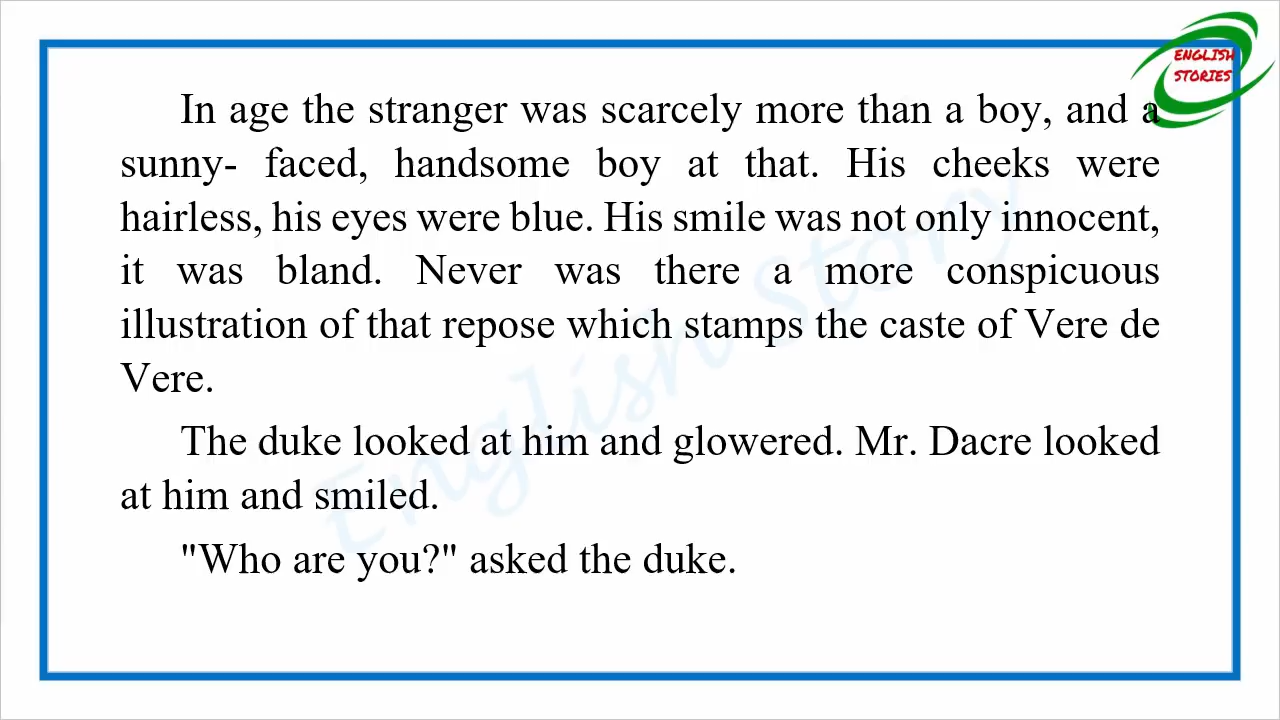 ENGLISH
STORIES
In age the stranger was scarcely more than a boy, and a
sunny- faced, handsome boy at that. His cheeks were
hairless, his eyes were blue. His smile was not only innocent,
it was bland. Never was there a more conspicuous
illustration of that repose which stamps the caste of Vere de
Vere.
The duke looked at him and glowered. Mr. Dacre looked
at him and smiled.
"Who are you?" asked the duke.
English Story